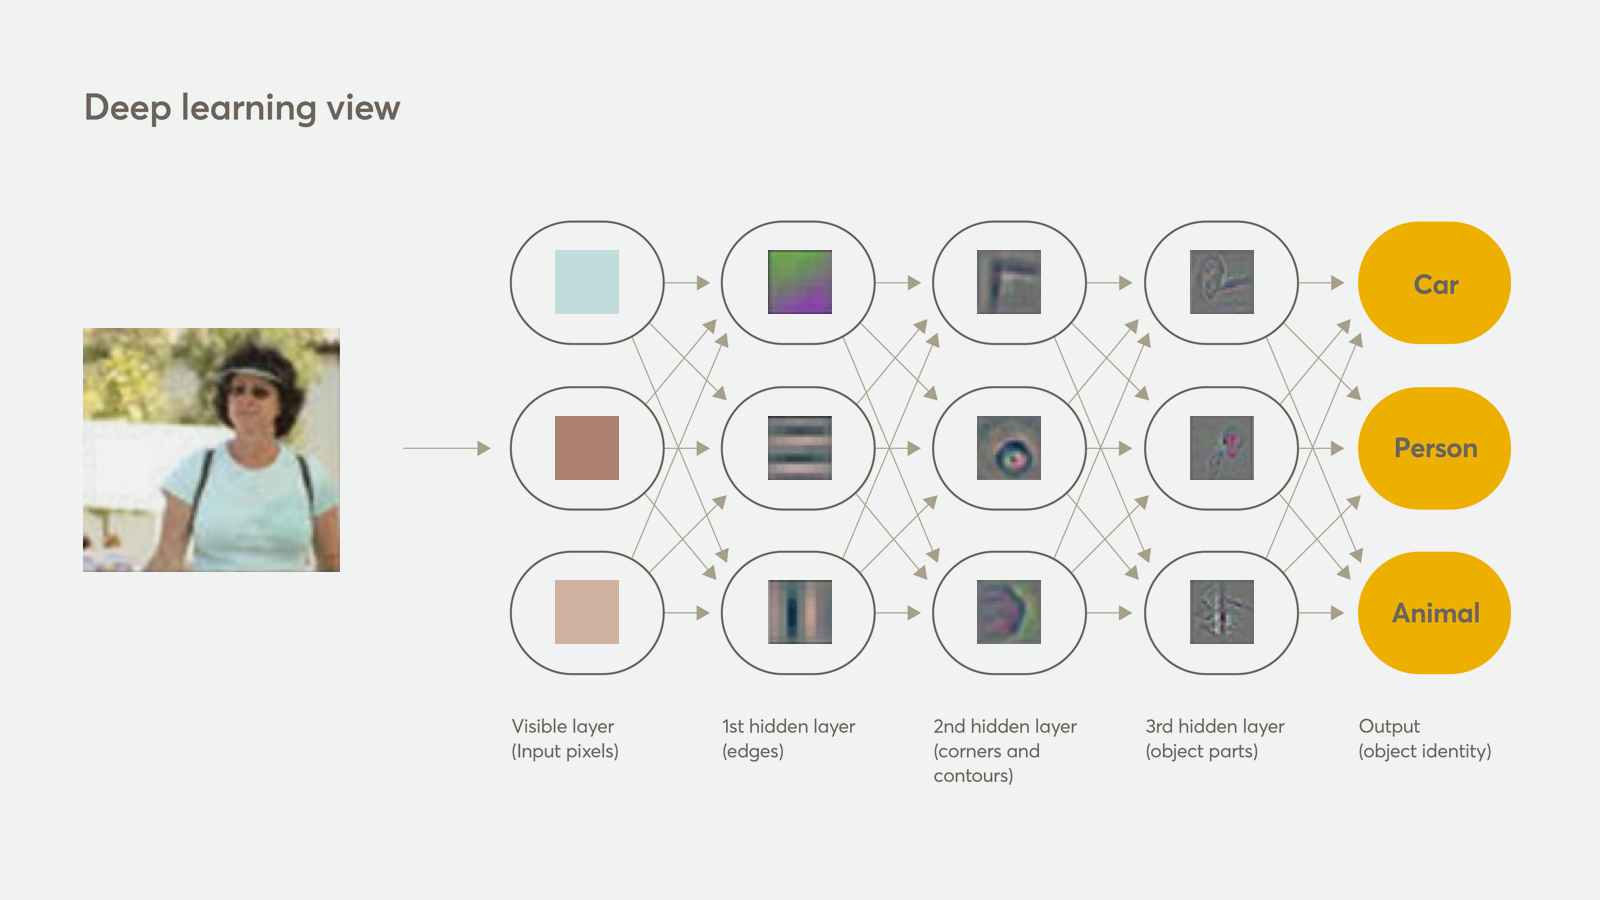 Deep learning view
Car
Person
Animal
Visible layer
(Input pixels)
1st hidden layer
(edges)
2nd hidden layer
(corners and
contours)
3rd hidden layer
(object parts)
Output
(object identity)